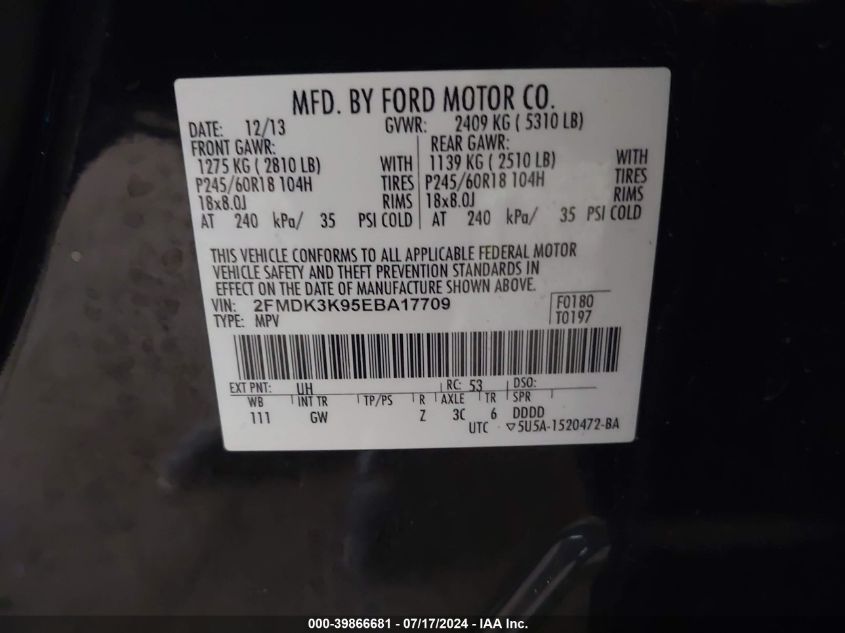 MFD. BY FORD MOTOR CO.
DATE: 12/13 GVWR: 2409 KG ( 5310 LB)
FRONT GAWR: REAR GAWR:
1275 KG ( 2810 LB) WITH 1139 KG ( 2510 LB) WITH
P245/60R18 104H TIRES P245/60R18 104H TIRES
18x8.0J RIMS 18x8.0J RIMS
AT 240 kPa/ 35 PSI COLD AT 240 kPa/ 35 PSI COLD
THIS VEHICLE CONFORMS TO ALL APPLICABLE FEDERAL MOTOR
VEHICLE SAFETY AND THEFT PREVENTION STANDARDS IN
EFFECT ON THE DATE OF MANUFACTURE SHOWN ABOVE.
VIN: 2FMDK3K95EBA17709 F0180
TYPE: MPV T0197
EXT PNT: UH RC: 53 DSO:
WB INT TR TP/PS R AXLE TR SPR
111 GW Z 3C 6 DDDD
UTC ▽5U5A-1520472-BA
000-39866681 / 07/17/2024 - IAA Inc.